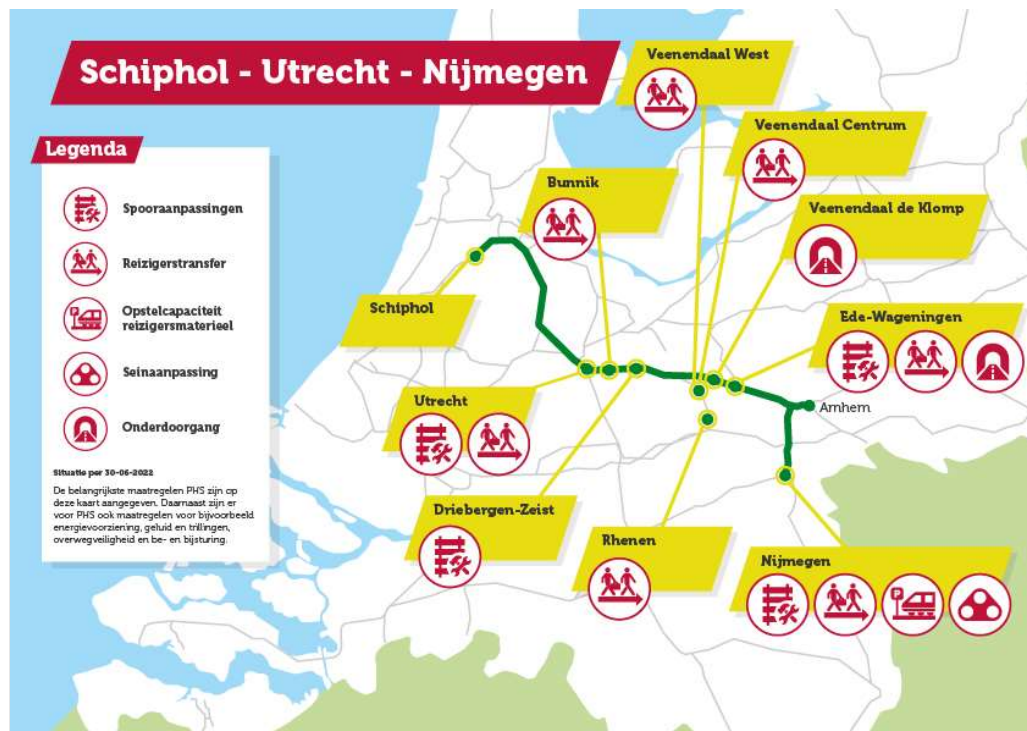 Schiphol - Utrecht - Nijmegen
Legenda
Spooraanpassingen
Reizigerstransfer
Opstelcapaciteit
reizigersmaterieel
Seinaanpassing
Onderdoorgang
Situatie per 30-06-2022
De belangrijkste maatregelen PHS zijn op
deze kaart aangegeven. Daarnaast zijn er
voor PHS ook maatregelen voor bijvoorbeeld
energievoorziening, geluid en trillingen,
overwegveiligheid en be- en bijsturing.
Veenendaal West
Veenendaal Centrum
Bunnik
Veenendaal de Klomp
Schiphol
Ede-Wageningen
Utrecht
Arnhem
Driebergen-Zeist
Rhenen
Nijmegen
P